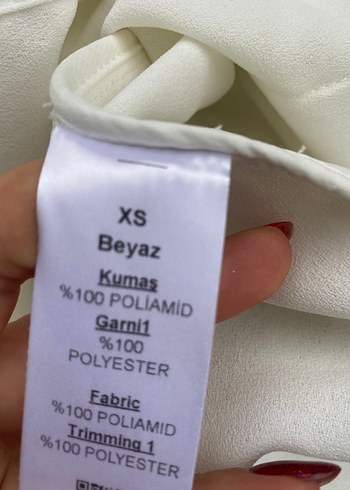 XS
Beyaz
Kumaş
%100 POLİAMİD
Garni1
%100
POLYESTER
Fabric
%100 POLIAMID
Trimming 1
%100 POLYESTER